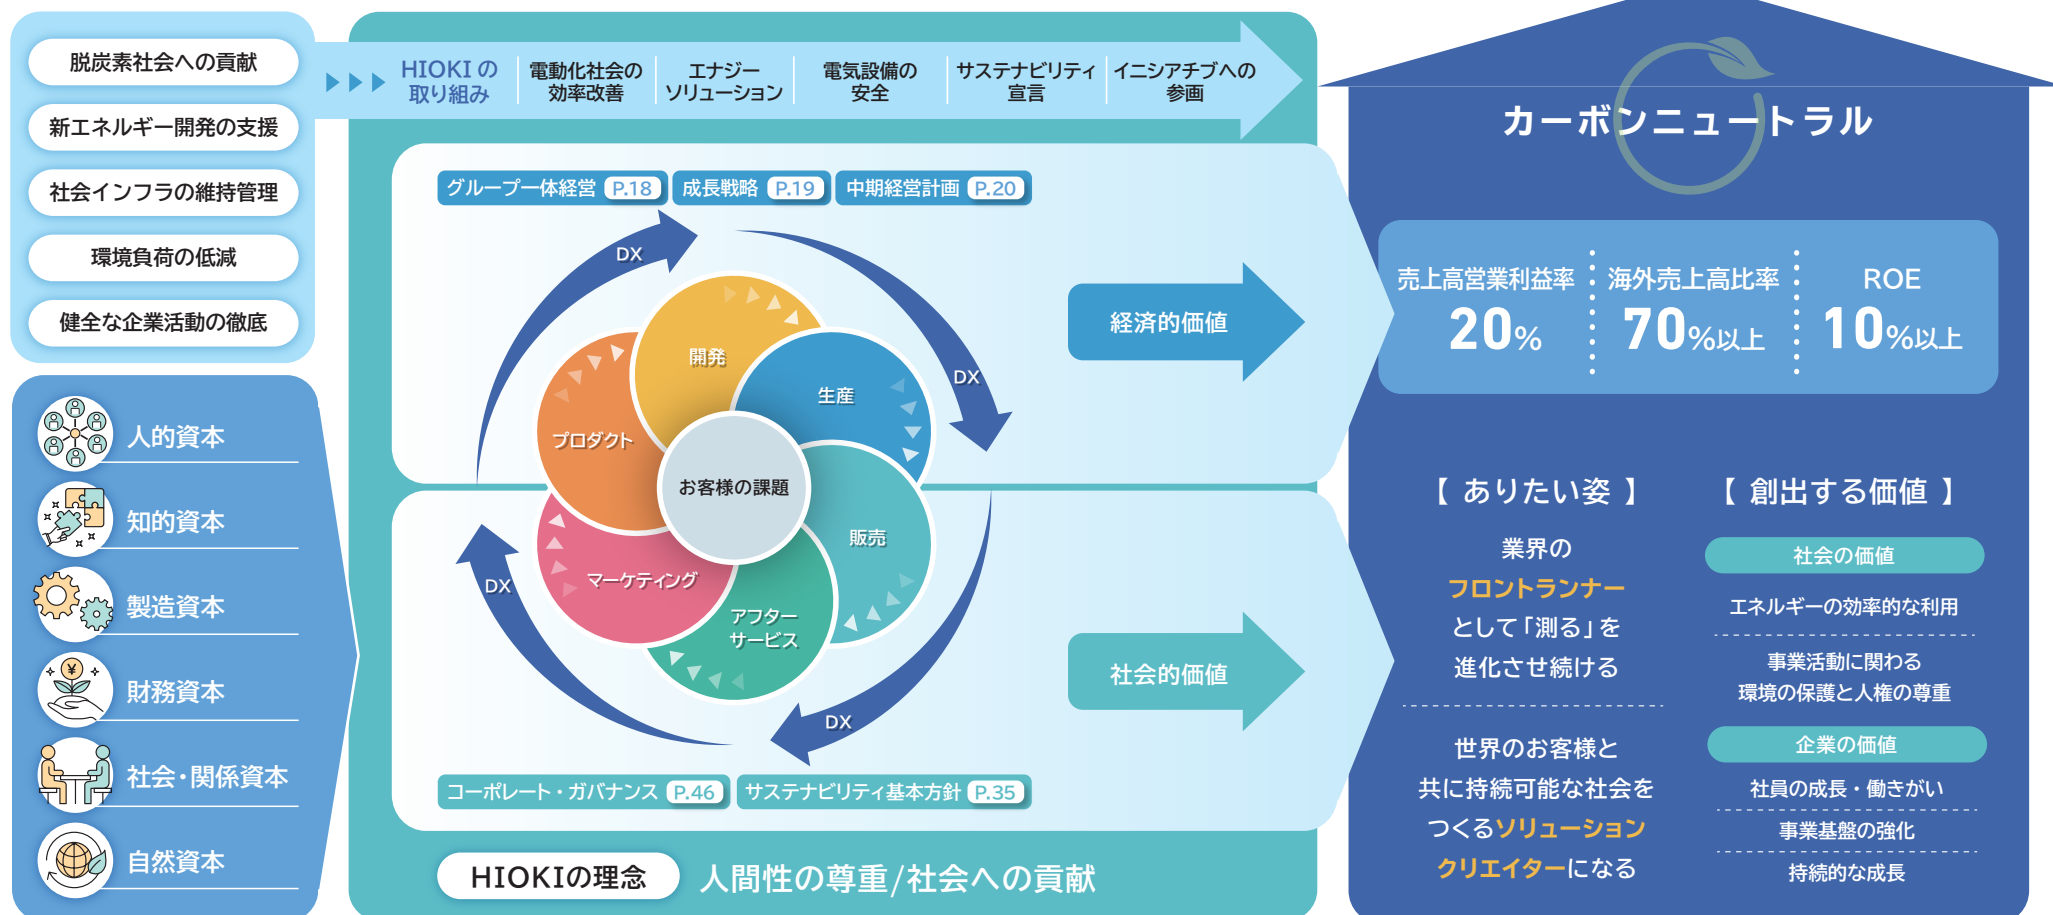 脱炭素社会への貢献
新エネルギー開発の支援
社会インフラの維持管理
環境負荷の低減
健全な企業活動の徹底
人的資本
知的資本
製造資本
¥
財務資本
社会・関係資本
自然資本
HIOKI の
取り組み
電動化社会の
効率改善
エナジー
ソリューション
電気設備の
安全
サステナビリティ
宣言
イニシアチブへの
参画
グループ一体経営 P.18
成長戦略 P.19
中期経営計画 P.20
DX
DX
DX
DX
開発
生産
プロダクト
お客様の課題
販売
マーケティング
アフター
サービス
経済的価値
社会的価値
コーポレート・ガバナンス P.46
サステナビリティ基本方針 P.35
HIOKIの理念
人間性の尊重/社会への貢献
カーボンニュートラル
売上高営業利益率
20%
海外売上高比率
70%以上
ROE
10%以上
【 ありたい姿 】
業界の
フロントランナー
として「測る」を
進化させ続ける
世界のお客様と
共に持続可能な社会を
つくるソリューション
クリエイターになる
【 創出する価値 】
社会の価値
エネルギーの効率的な利用
事業活動に関わる
環境の保護と人権の尊重
企業の価値
社員の成長・働きがい
事業基盤の強化
持続的な成長